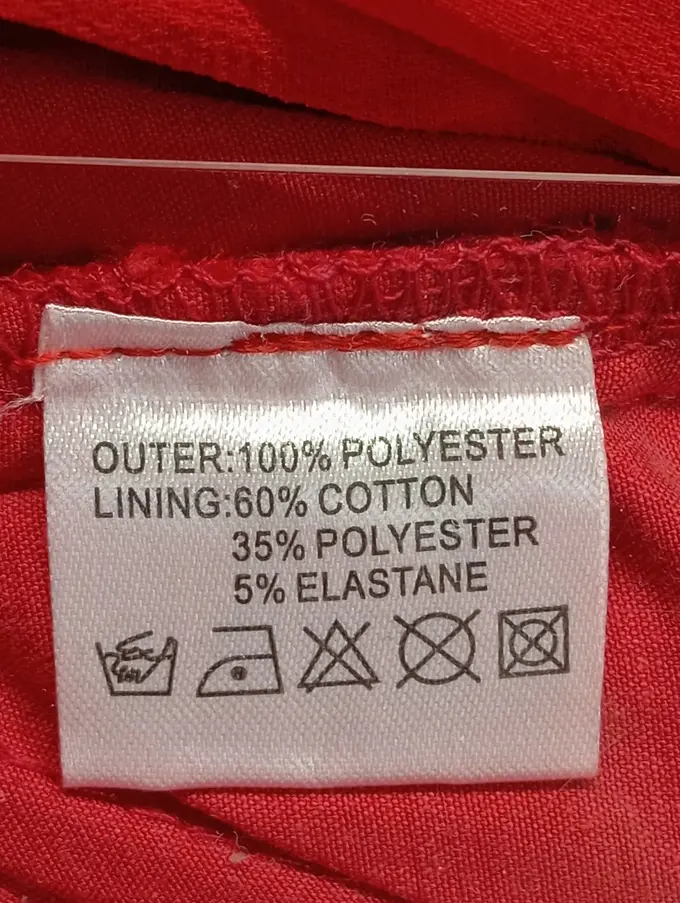 OUTER:100% POLYESTER
LINING:60% COTTON
35% POLYESTER
5% ELASTANE